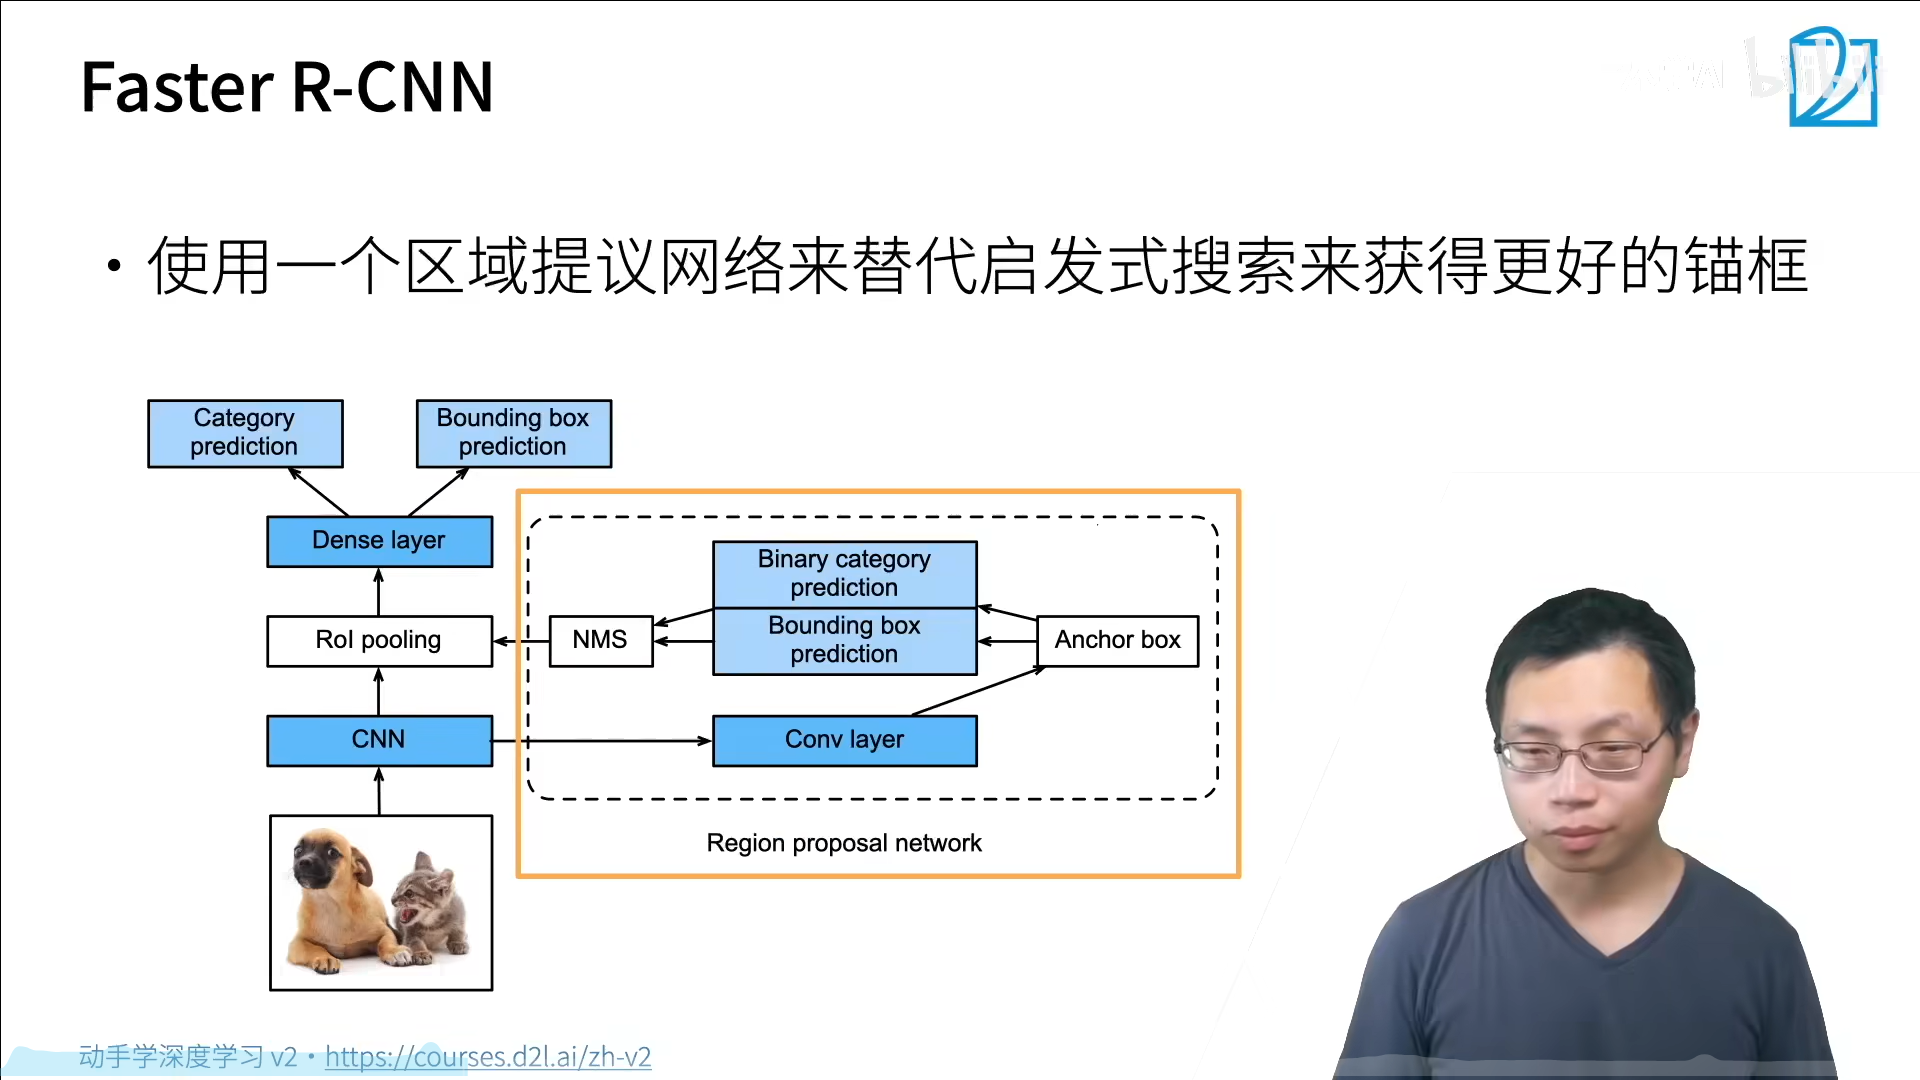 Faster R-CNN
bilibili
• 使用一个区域提议网络来替代启发式搜索来获得更好的锚框
Category
prediction
Bounding box
prediction
Dense layer
Binary category
prediction
RoI pooling
NMS
Bounding box
prediction
Anchor box
CNN
Conv layer
Region proposal network
动手学深度学习 v2 • https://courses.d2l.ai/zh-v2